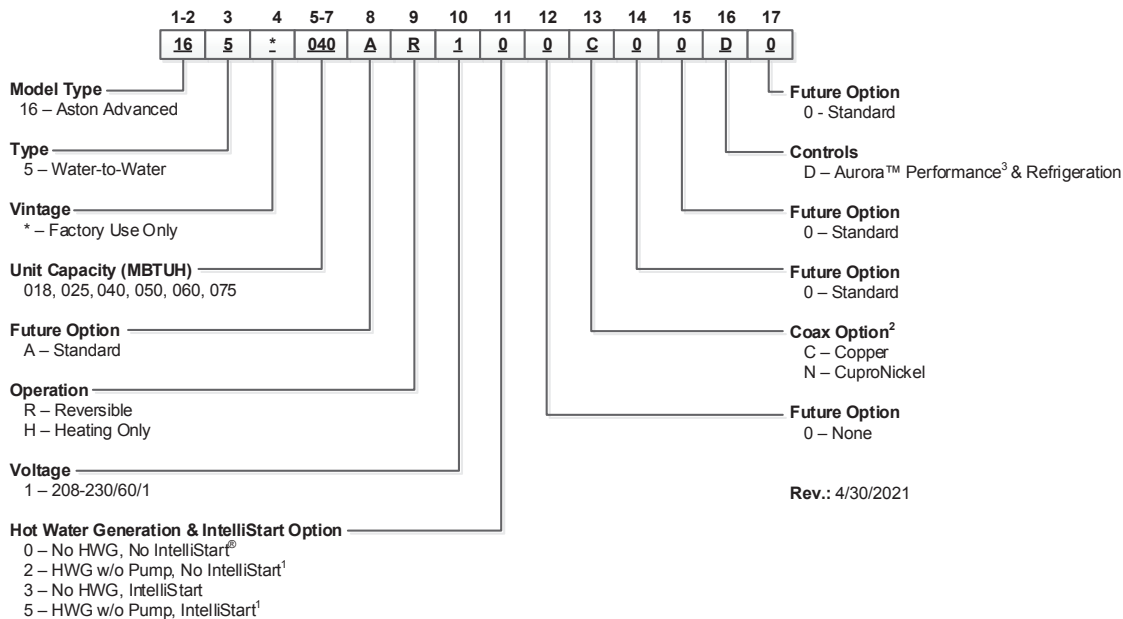 1-2 3 4 5-7 8 9 10 11 12 13 14 15 16 17
16 5 * 040 A R 1 0 0 C 0 0 D 0
Model Type
16 – Aston Advanced
Type
5 – Water-to-Water
Vintage
* – Factory Use Only
Unit Capacity (MBTUH)
018, 025, 040, 050, 060, 075
Future Option
A – Standard
Operation
R – Reversible
H – Heating Only
Voltage
1 – 208-230/60/1
Hot Water Generation & IntelliStart Option
0 – No HWG, No IntelliStart®
2 – HWG w/o Pump, No IntelliStart¹
3 – No HWG, IntelliStart
5 – HWG w/o Pump, IntelliStart¹
Future Option
0 - Standard
Controls
D – Aurora™ Performance³ & Refrigeration
Future Option
0 – Standard
Future Option
0 – Standard
Coax Option²
C – Copper
N – CuproNickel
Future Option
0 – None
Rev.: 4/30/2021